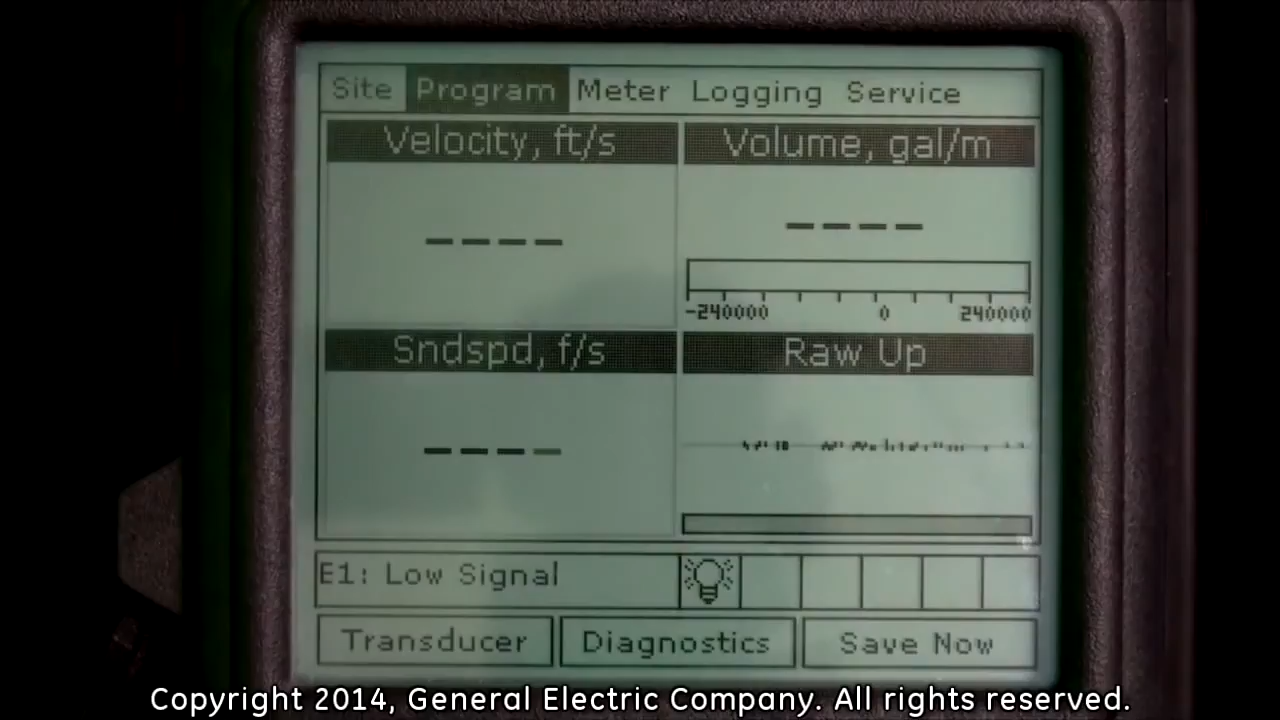 Site Program Meter Logging Service
Velocity, ft/s
Volume, gal/m
----
----
-240000 0 240000
Sndspd, f/s
Raw Up
----
E1: Low Signal
Transducer Diagnostics Save Now
Copyright 2014, General Electric Company. All rights reserved.